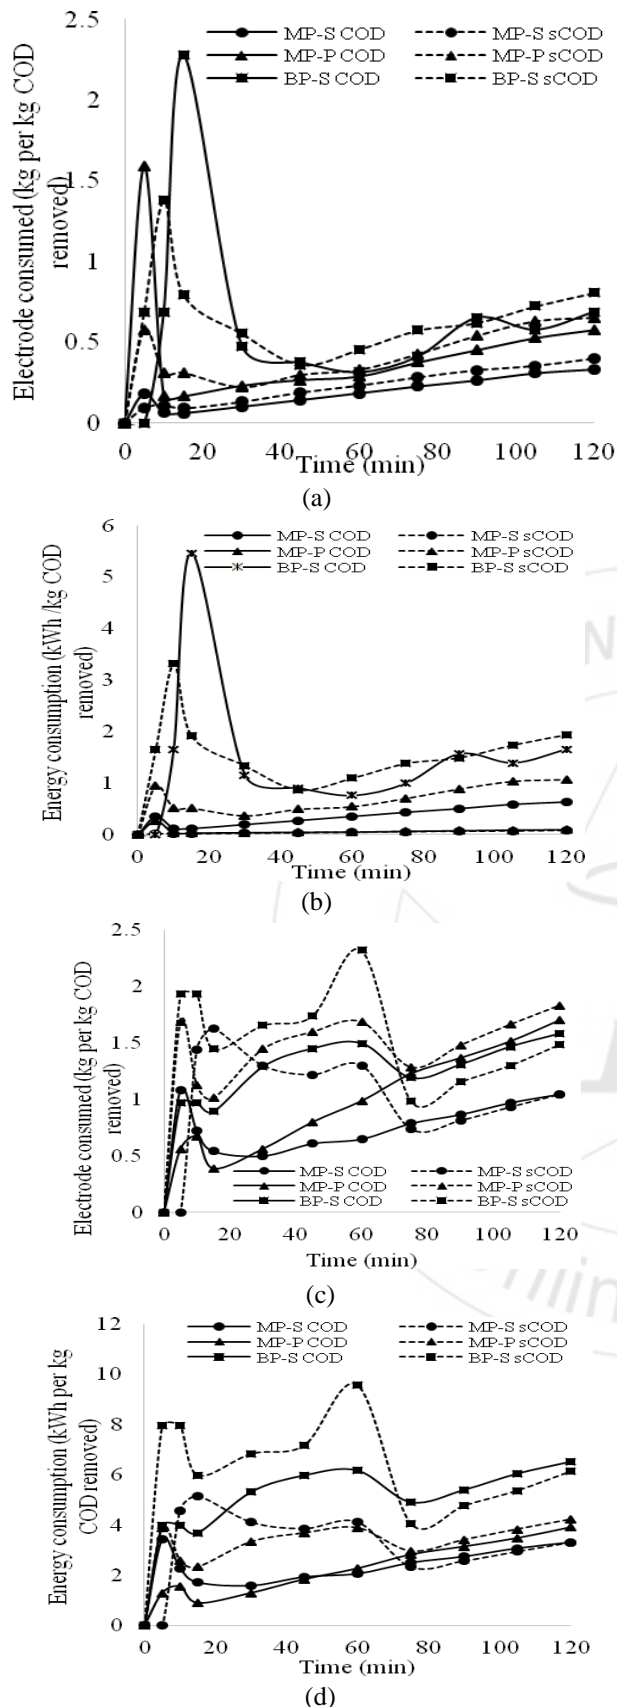 MP-S COD MP-S sCOD
MP-P COD MP-P sCOD
BP-S COD BP-S sCOD
Electrode consumed (kg per kg COD
removed)
2.5
2
1.5
1
0.5
0
0 20 40 60 80 100 120
Time (min)
(a)
MP-S COD MP-S sCOD
MP-P COD MP-P sCOD
BP-S COD BP-S sCOD
Energy consumption (kWh /kg COD
removed)
6
5
4
3
2
1
0
0 20 40 60 80 100 120
Time (min)
(b)
Electrode consumed (kg per kg COD
removed)
2.5
2
1.5
1
0.5
0
MP-S COD MP-S sCOD
MP-P COD MP-P sCOD
BP-S COD BP-S sCOD
0 20 40 60 80 100 120
Time (min)
(c)
MP-S COD MP-S sCOD
MP-P COD MP-P sCOD
BP-S COD BP-S sCOD
Energy consumption (kWh per kg
COD removed)
12
10
8
6
4
2
0
0 20 40 60 80 100 120
Time (min)
(d)